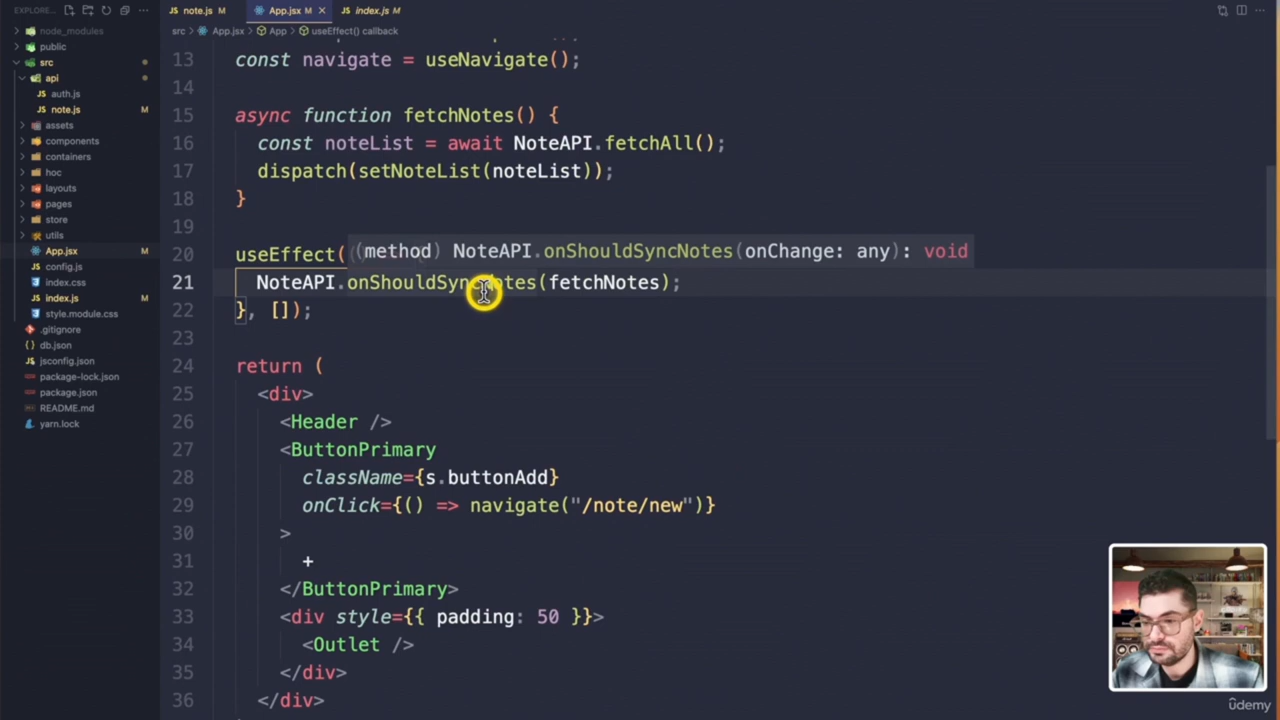 EXPLORE...
note.js M
App.jsx M
index.js M
src > App.jsx > App > useEffect() callback
node_modules
public
src
api
auth.js
note.js M
assets
components
containers
hoc
layouts
pages
store
utils
App.jsx M
config.js
index.css
index.js M
style.module.css
.gitignore
db.json
jsconfig.json
package-lock.json
package.json
README.md
yarn.lock
13 const navigate = useNavigate();
14
15 async function fetchNotes() {
16 const noteList = await NoteAPI.fetchAll();
17 dispatch(setNoteList(noteList));
18 }
19
(method) NoteAPI.onShouldSyncNotes(onChange: any): void
20 useEffect(
21 NoteAPI.onShouldSyncNotes(fetchNotes);
22 }, []);
23
24 return (
25 <div>
26 <Header />
27 <ButtonPrimary
28 className={s.buttonAdd}
29 onClick={() => navigate("/note/new")}
30 >
31 +
32 </ButtonPrimary>
33 <div style={{ padding: 50 }}>
34 <Outlet />
35 </div>
36 </div>
ûdemy